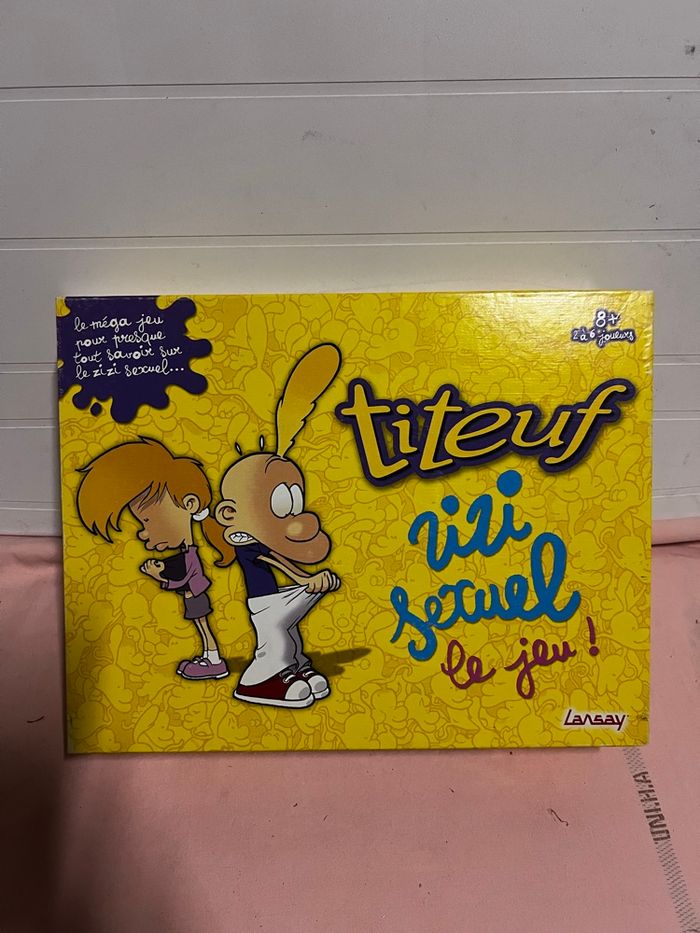 le méga jeu
pour presque
tout savoir sur
le zizi sexuel...
8+
2 à 6 joueurs
titeuf
zizi
sexuel
le jeu !
Lansay